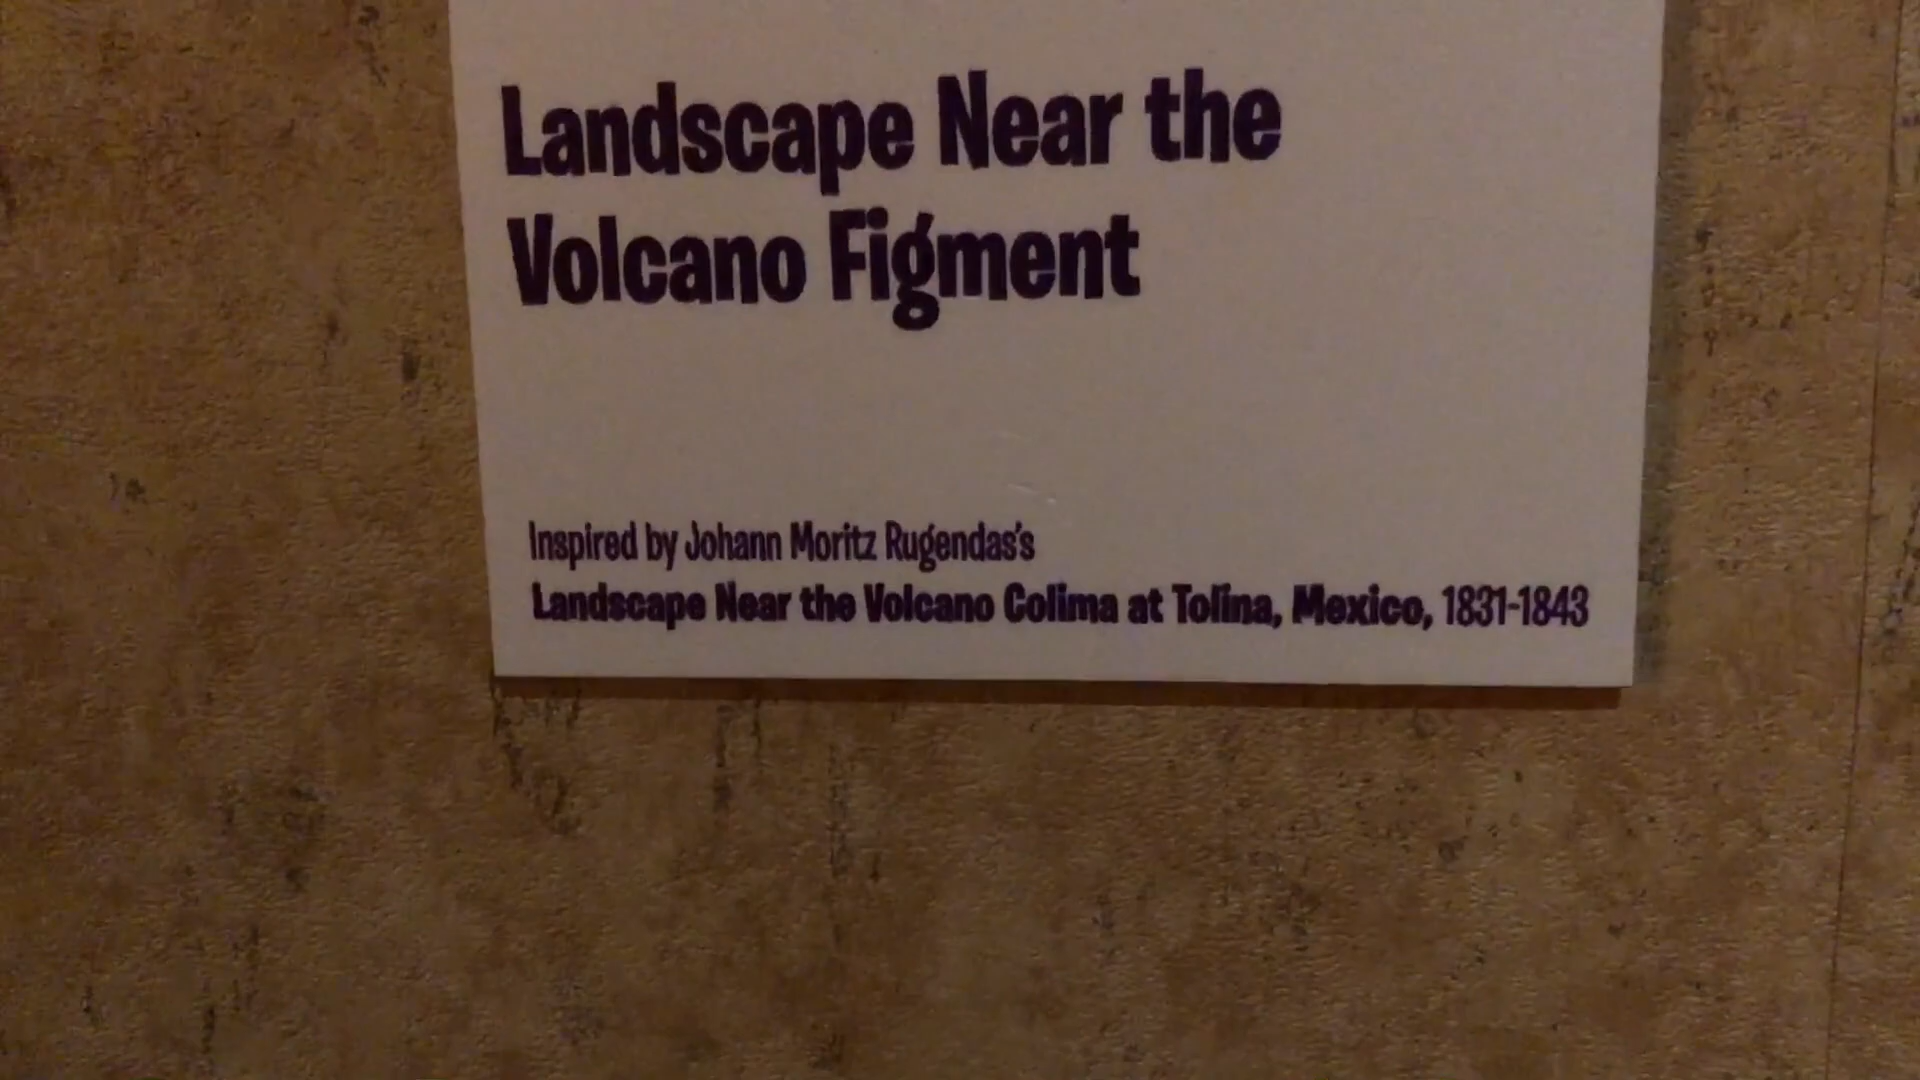 Landscape Near the
Volcano Figment
Inspired by Johann Moritz Rugendas's
Landscape Near the Volcano Colima at Tolina, Mexico, 1831-1843